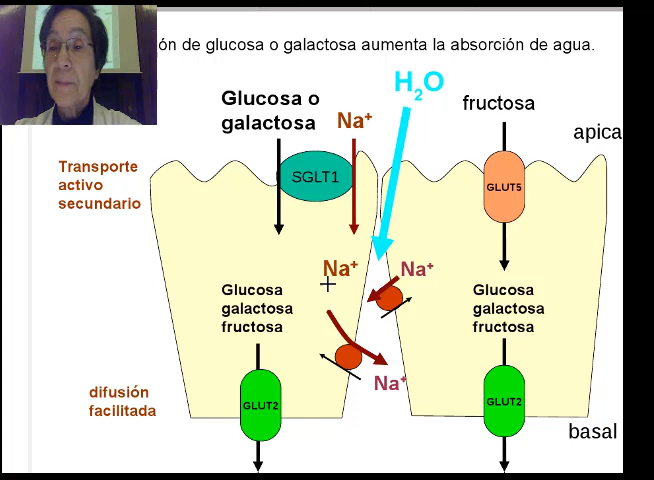 ón de glucosa o galactosa aumenta la absorción de agua.
H₂O
Glucosa o
galactosa
Na⁺
fructosa
apica
Transporte
activo
secundario
SGLT1
GLUT5
Na⁺
Na⁺
Glucosa
galactosa
fructosa
Glucosa
galactosa
fructosa
Na⁺
difusión
facilitada
GLUT2
GLUT2
basal